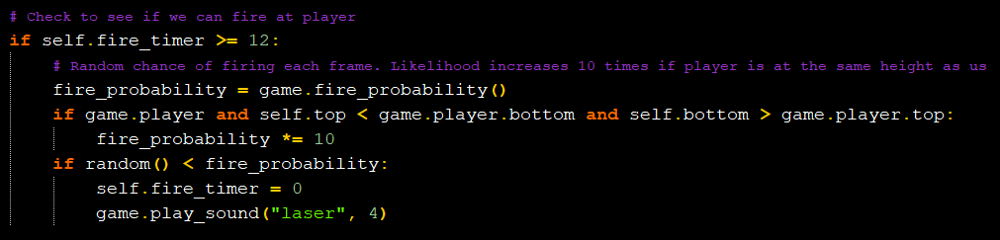 # Check to see if we can fire at player
if self.fire_timer >= 12:
    # Random chance of firing each frame. Likelihood increases 10 times if player is at the same height as us
    fire_probability = game.fire_probability()
    if game.player and self.top < game.player.bottom and self.bottom > game.player.top:
        fire_probability *= 10
    if random() < fire_probability:
        self.fire_timer = 0
        game.play_sound("laser", 4)